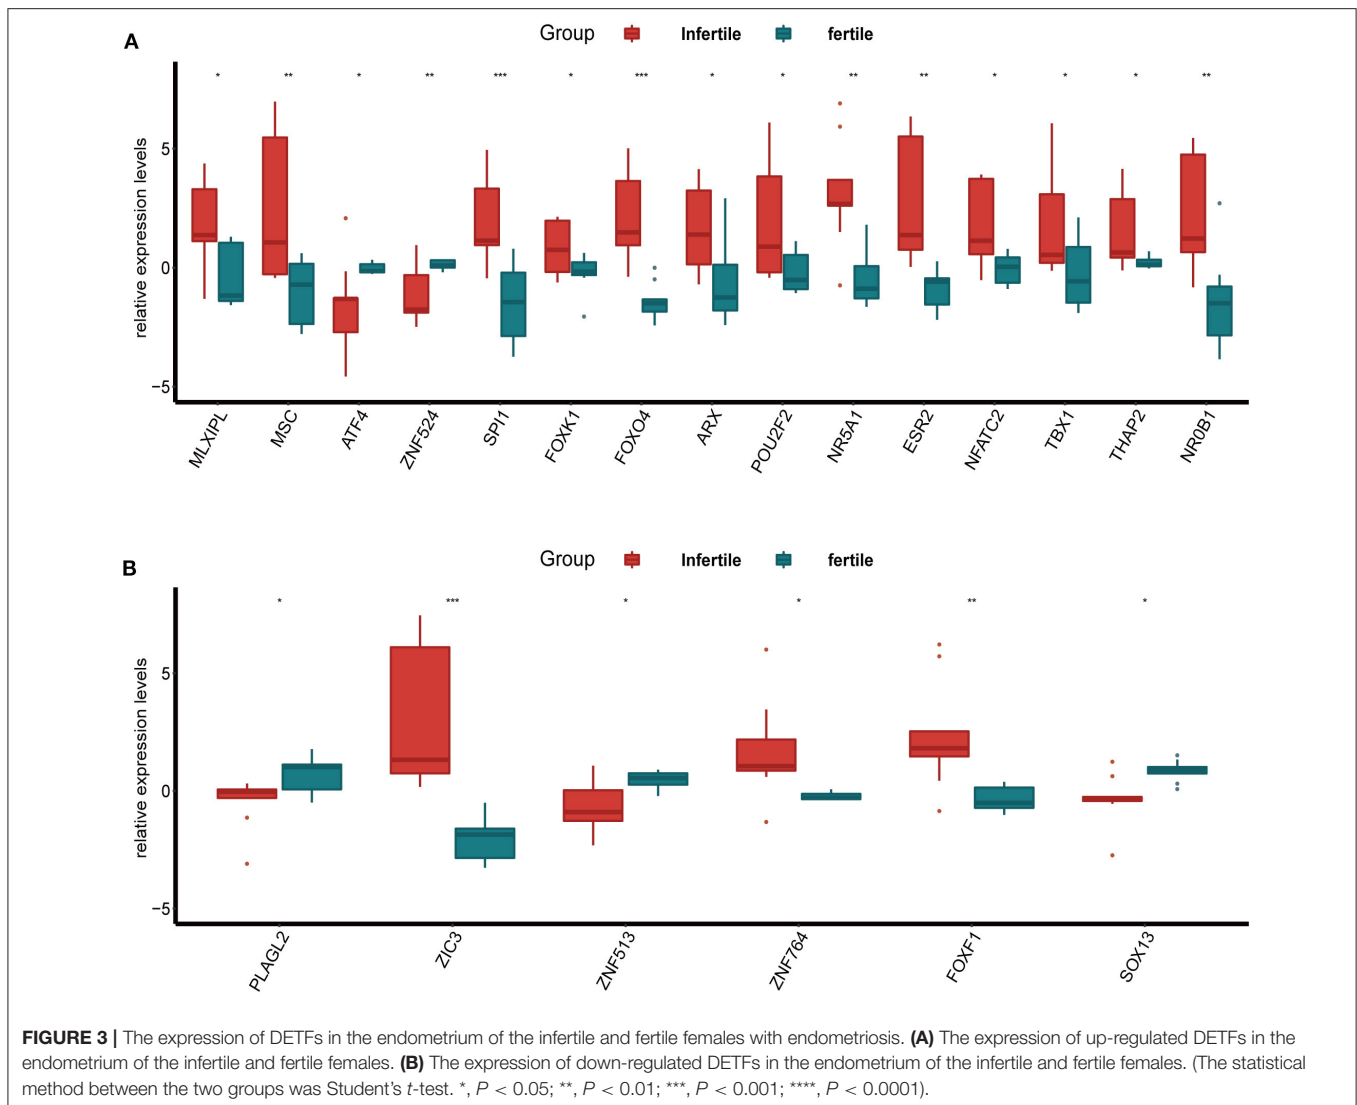 A
Group Infertile fertile
* ** * ** *** * *** * * ** ** * * * **
relative expression levels
5
0
−5
MLXIPL MSC ATF4 ZNF524 SPI1 FOXK1 FOXO4 ARX POU2F2 NR5A1 ESR2 NFATC2 TBX1 THAP2 NR0B1
B
Group Infertile fertile
* *** * * ** *
relative expression levels
5
0
−5
PLAGL2 ZIC3 ZNF513 ZNF764 FOXF1 SOX13
FIGURE 3 | The expression of DETFs in the endometrium of the infertile and fertile females with endometriosis. (A) The expression of up-regulated DETFs in the
endometrium of the infertile and fertile females. (B) The expression of down-regulated DETFs in the endometrium of the infertile and fertile females. (The statistical
method between the two groups was Student's t-test. *, P < 0.05; **, P < 0.01; ***, P < 0.001; ****, P < 0.0001).